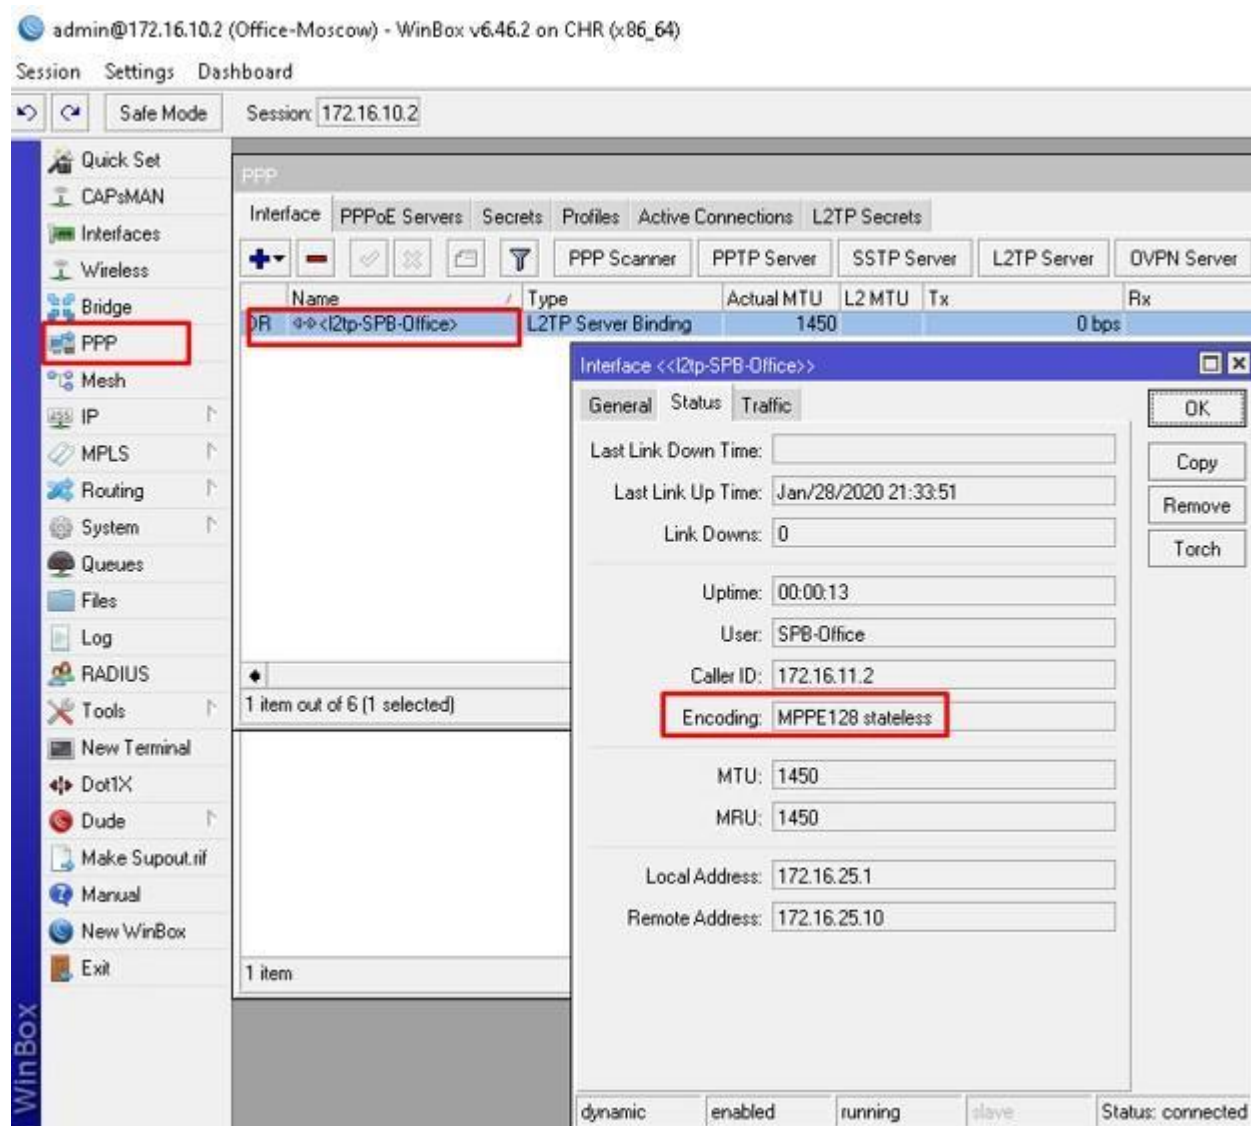 admin@172.16.10.2 (Office-Moscow) - WinBox v6.46.2 on CHR (x86_64)
Session Settings Dashboard
Safe Mode Session: 172.16.10.2
Quick Set
CAPsMAN
Interfaces
Wireless
Bridge
PPP
Mesh
IP
MPLS
Routing
System
Queues
Files
Log
RADIUS
Tools
New Terminal
Dot1X
Dude
Make Supout.rif
Manual
New WinBox
Exit
WinBox
PPP
Interface PPPoE Servers Secrets Profiles Active Connections L2TP Secrets
PPP Scanner PPTP Server SSTP Server L2TP Server OVPN Server
Name / Type Actual MTU L2 MTU Tx Rx
DR <l2tp-SPB-Office> L2TP Server Binding 1450 0 bps
1 item out of 6 (1 selected)
1 item
Interface <<l2tp-SPB-Office>>
General Status Traffic
Last Link Down Time:
Last Link Up Time: Jan/28/2020 21:33:51
Link Downs: 0
Uptime: 00:00:13
User: SPB-Office
Caller ID: 172.16.11.2
Encoding: MPPE128 stateless
MTU: 1450
MRU: 1450
Local Address: 172.16.25.1
Remote Address: 172.16.25.10
OK
Copy
Remove
Torch
dynamic enabled running slave Status: connected